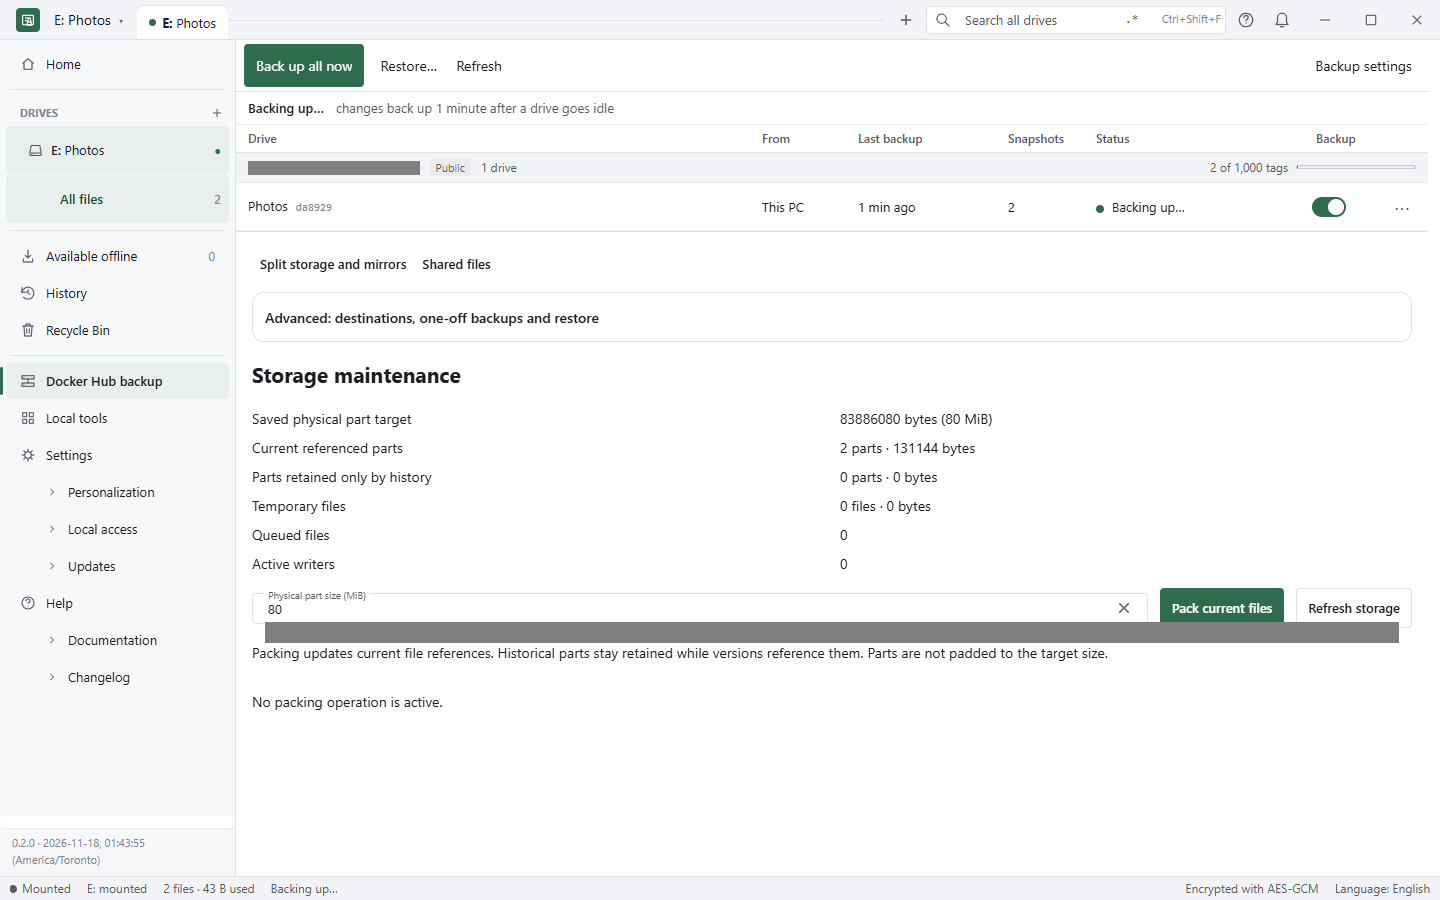 E: Photos
E: Photos
Search all drives
.*
Ctrl+Shift+F
Home
DRIVES
E: Photos
All files 2
Available offline 0
History
Recycle Bin
Docker Hub backup
Local tools
Settings
Personalization
Local access
Updates
Help
Documentation
Changelog
0.2.0 · 2026-11-18, 01:43:55
(America/Toronto)
Back up all now
Restore...
Refresh
Backup settings
Backing up... changes back up 1 minute after a drive goes idle
Drive From Last backup Snapshots Status Backup
Public 1 drive 2 of 1,000 tags
Photos da8929 This PC 1 min ago 2 Backing up...
Split storage and mirrors Shared files
Advanced: destinations, one-off backups and restore
Storage maintenance
Saved physical part target 83886080 bytes (80 MiB)
Current referenced parts 2 parts · 131144 bytes
Parts retained only by history 0 parts · 0 bytes
Temporary files 0 files · 0 bytes
Queued files 0
Active writers 0
Physical part size (MiB)
80
Pack current files
Refresh storage
Packing updates current file references. Historical parts stay retained while versions reference them. Parts are not padded to the target size.
No packing operation is active.
Mounted E: mounted 2 files · 43 B used Backing up... Encrypted with AES-GCM Language: English